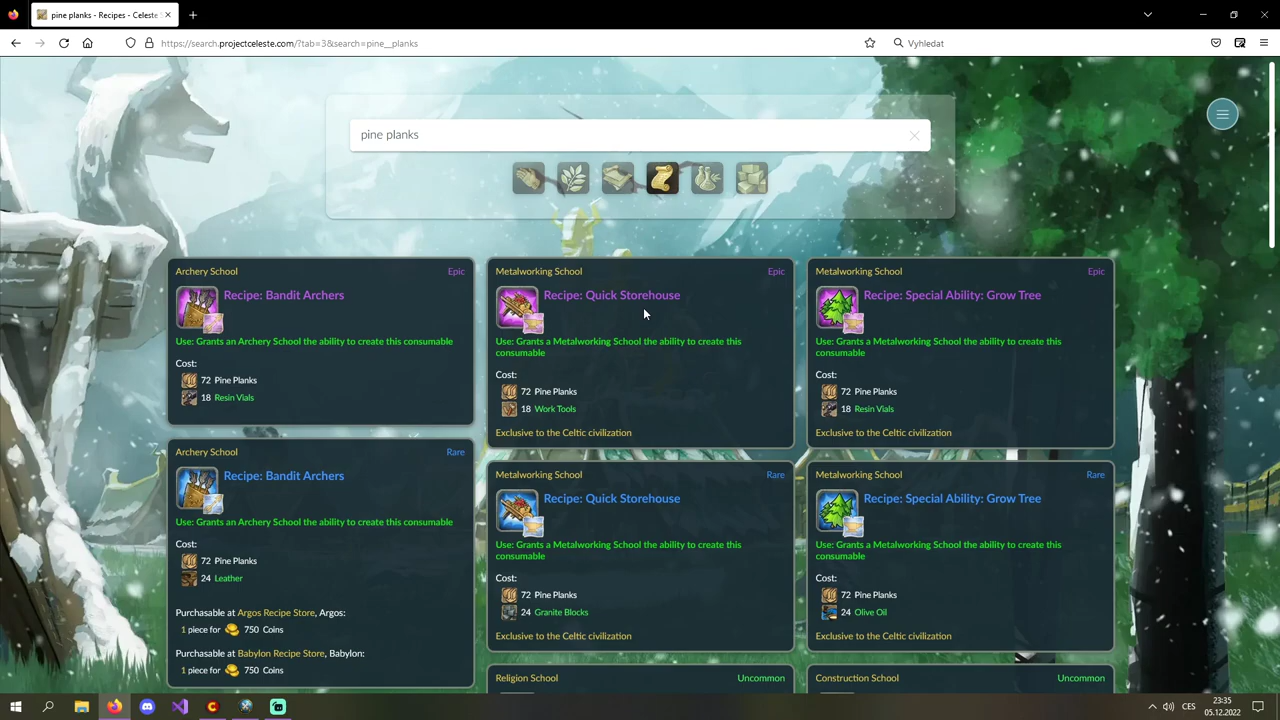 pine planks - Recipes - Celeste
https://search.projectceleste.com/?tab=3&search=pine__planks
Vyhledat
pine planks
Archery School
Epic
Recipe: Bandit Archers
Use: Grants an Archery School the ability to create this consumable
Cost:
72 Pine Planks
18 Resin Vials
Metalworking School
Epic
Recipe: Quick Storehouse
Use: Grants a Metalworking School the ability to create this
consumable
Cost:
72 Pine Planks
18 Work Tools
Exclusive to the Celtic civilization
Metalworking School
Epic
Recipe: Special Ability: Grow Tree
Use: Grants a Metalworking School the ability to create this
consumable
Cost:
72 Pine Planks
18 Resin Vials
Exclusive to the Celtic civilization
Archery School
Rare
Recipe: Bandit Archers
Use: Grants an Archery School the ability to create this consumable
Cost:
72 Pine Planks
24 Leather
Purchasable at Argos Recipe Store, Argos:
1 piece for 750 Coins
Purchasable at Babylon Recipe Store, Babylon:
1 piece for 750 Coins
Metalworking School
Rare
Recipe: Quick Storehouse
Use: Grants a Metalworking School the ability to create this
consumable
Cost:
72 Pine Planks
24 Granite Blocks
Exclusive to the Celtic civilization
Metalworking School
Rare
Recipe: Special Ability: Grow Tree
Use: Grants a Metalworking School the ability to create this
consumable
Cost:
72 Pine Planks
24 Olive Oil
Exclusive to the Celtic civilization
Religion School
Uncommon
Construction School
Uncommon
CES
23:35
05.12.2022